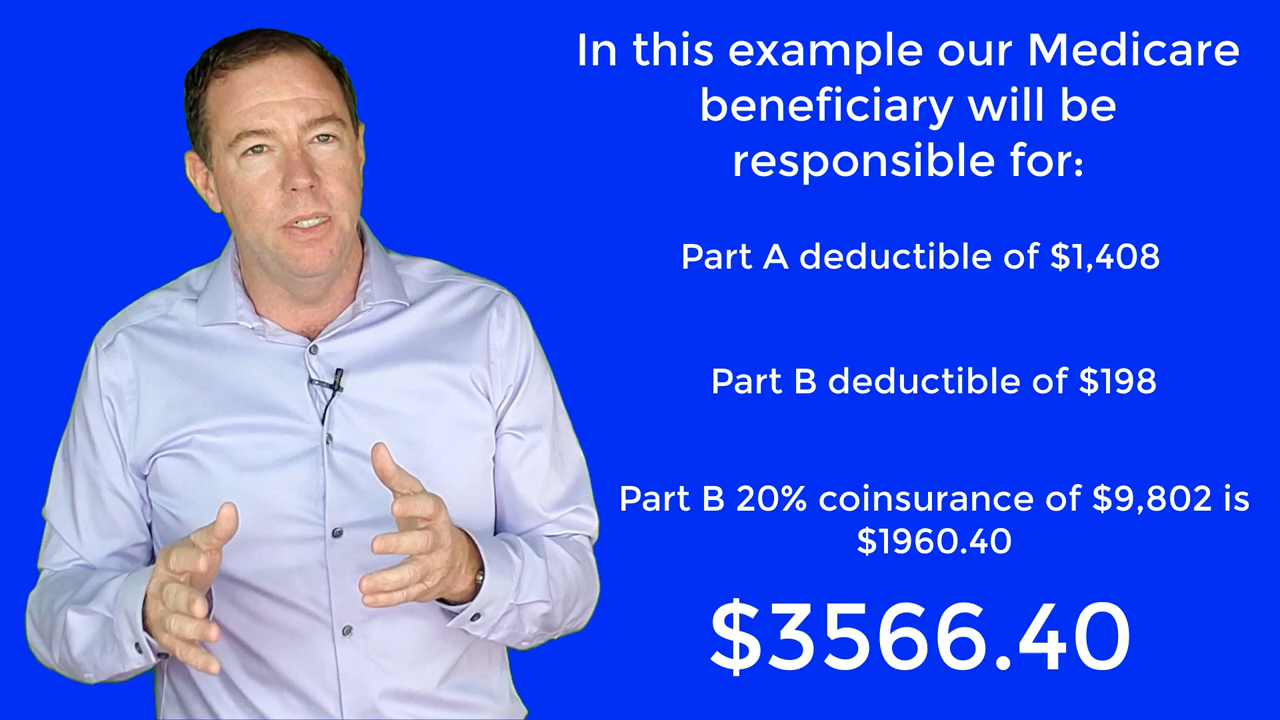 In this example our Medicare
beneficiary will be
responsible for:
Part A deductible of $1,408
Part B deductible of $198
Part B 20% coinsurance of $9,802 is
$1960.40
$3566.40